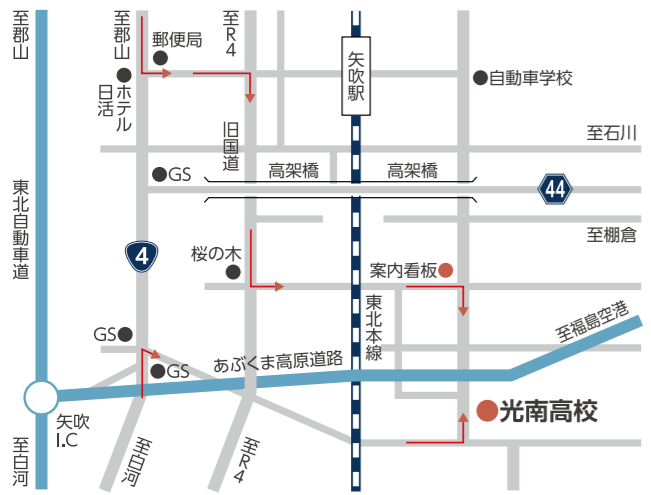 至郡山
至郡山
郵便局
至R4
矢吹駅
自動車学校
ホテル
日活
旧国道
至石川
高架橋
高架橋
GS
44
東北自動車道
至棚倉
4
桜の木
案内看板
東北本線
GS
至福島空港
あぶくま高原道路
GS
矢吹
I.C
光南高校
至白河
至白河
至R4